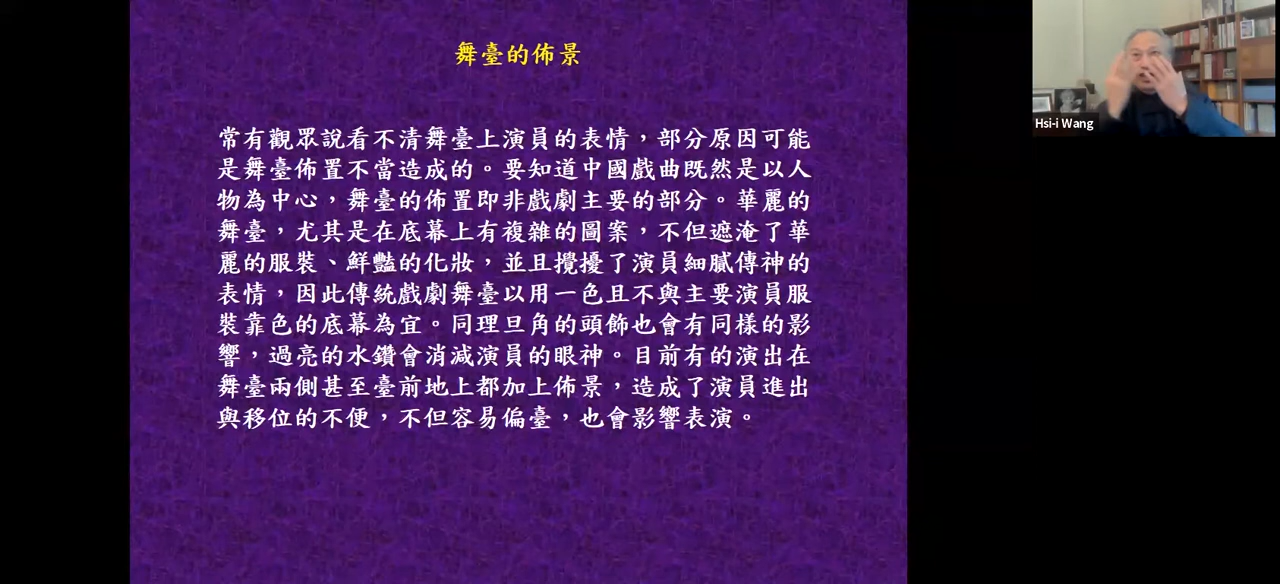 舞臺的佈景
常有觀眾說看不清舞臺上演員的表情，部分原因可能
是舞臺佈置不當造成的。要知道中國戲曲既然是以人
物為中心，舞臺的佈置即非戲劇主要的部分。華麗的
舞臺，尤其是在底幕上有複雜的圖案，不但遮淹了華
麗的服裝、鮮豔的化妝，並且攪擾了演員細膩傳神的
表情，因此傳統戲劇舞臺以用一色且不與主要演員服
裝靠色的底幕為宜。同理旦角的頭飾也會有同樣的影
響，過亮的水鑽會消減演員的眼神。目前有的演出在
舞臺兩側甚至臺前地上都加上佈景，造成了演員進出
與移位的不便，不但容易偏臺，也會影響表演。
Hsi-i Wang